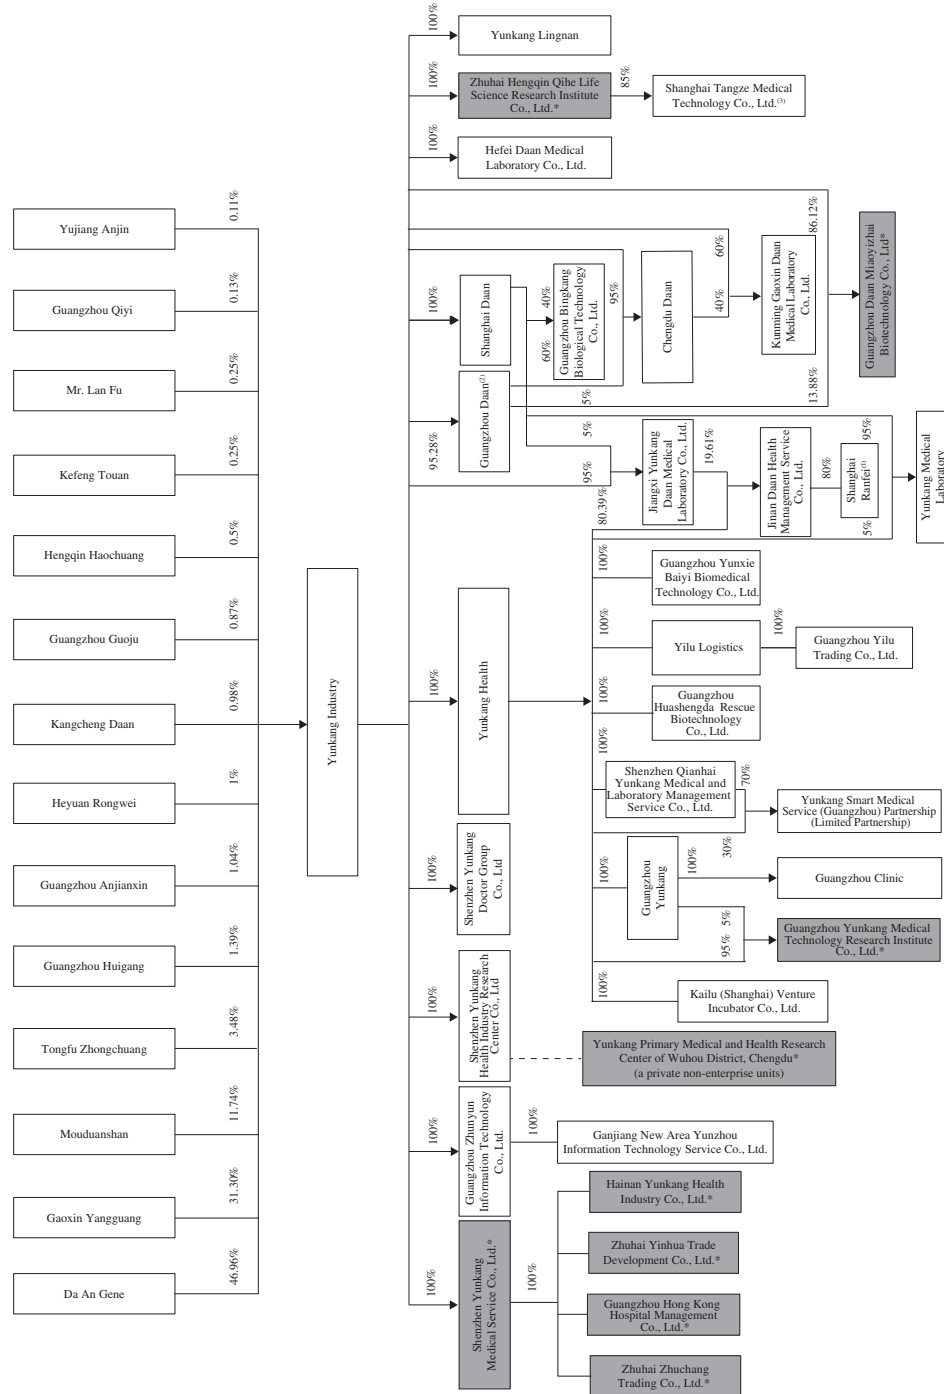 Yujiang Anjin
0.11%
Guangzhou Qiyi
0.13%
Mr. Lan Fu
0.25%
Kefeng Touan
0.25%
Hengqin Haochuang
0.5%
Guangzhou Guoju
0.87%
Kangcheng Daan
0.98%
Heyuan Rongwei
1%
Guangzhou Anjianxin
1.04%
Guangzhou Huigang
1.39%
Tongfu Zhongchuang
3.48%
Mouduanshan
11.74%
Gaoxin Yangguang
31.30%
Da An Gene
46.96%
Yunkang Industry
100%
Yunkang Lingnan
100%
Zhuhai Hengqin Qihe Life
Science Research Institute
Co., Ltd.*
85%
Shanghai Tangze Medical
Technology Co., Ltd.(3)
100%
Hefei Daan Medical
Laboratory Co., Ltd.
100%
Shanghai Daan
60%
40%
Guangzhou Bingkang
Biological Technology
Co., Ltd.
95%
5%
Chengdu Daan
40%
60%
Kunming Gaoxin Daan
Medical Laboratory
Co., Ltd.
13.88%
86.12%
Guangzhou Daan Miaoyizhai
Biotechnology Co., Ltd*
95.28%
Guangzhou Daan(2)
95%
5%
Jiangxi Yunkang
Daan Medical
Laboratory Co., Ltd.
80.39%
19.61%
Jinan Daan Health
Management Service
Co., Ltd.
80%
Shanghai
Ranfei(1)
5%
95%
Yunkang Medical
Laboratory
100%
Yunkang Health
100%
Guangzhou Yunxie
Baiyi Biomedical
Technology Co., Ltd.
100%
Yilu Logistics
100%
Guangzhou Yilu
Trading Co., Ltd.
100%
Guangzhou
Huashengda Rescue
Biotechnology
Co., Ltd.
100%
Shenzhen Qianhai
Yunkang Medical and
Laboratory Management
Service Co., Ltd.
70%
30%
Yunkang Smart Medical
Service (Guangzhou) Partnership
(Limited Partnership)
100%
Guangzhou
Yunkang
100%
Guangzhou Clinic
95%
5%
Guangzhou Yunkang Medical
Technology Research Institute
Co., Ltd.*
100%
Kailu (Shanghai) Venture
Incubator Co., Ltd.
100%
Shenzhen Yunkang
Doctor Group
Co., Ltd
100%
Shenzhen Yunkang
Health Industry Research
Center Co., Ltd
Yunkang Primary Medical and Health Research
Center of Wuhou District, Chengdu*
(a private non-enterprise units)
100%
Guangzhou Zhunyun
Information Technology
Co., Ltd.
100%
Ganjiang New Area Yunzhou
Information Technology Service Co., Ltd.
100%
Shenzhen Yunkang
Medical Service Co., Ltd.*
100%
Hainan Yunkang Health
Industry Co., Ltd.*
Zhuhai Yinhua Trade
Development Co., Ltd.*
Guangzhou Hong Kong
Hospital Management
Co., Ltd.*
Zhuhai Zhuchang
Trading Co., Ltd.*